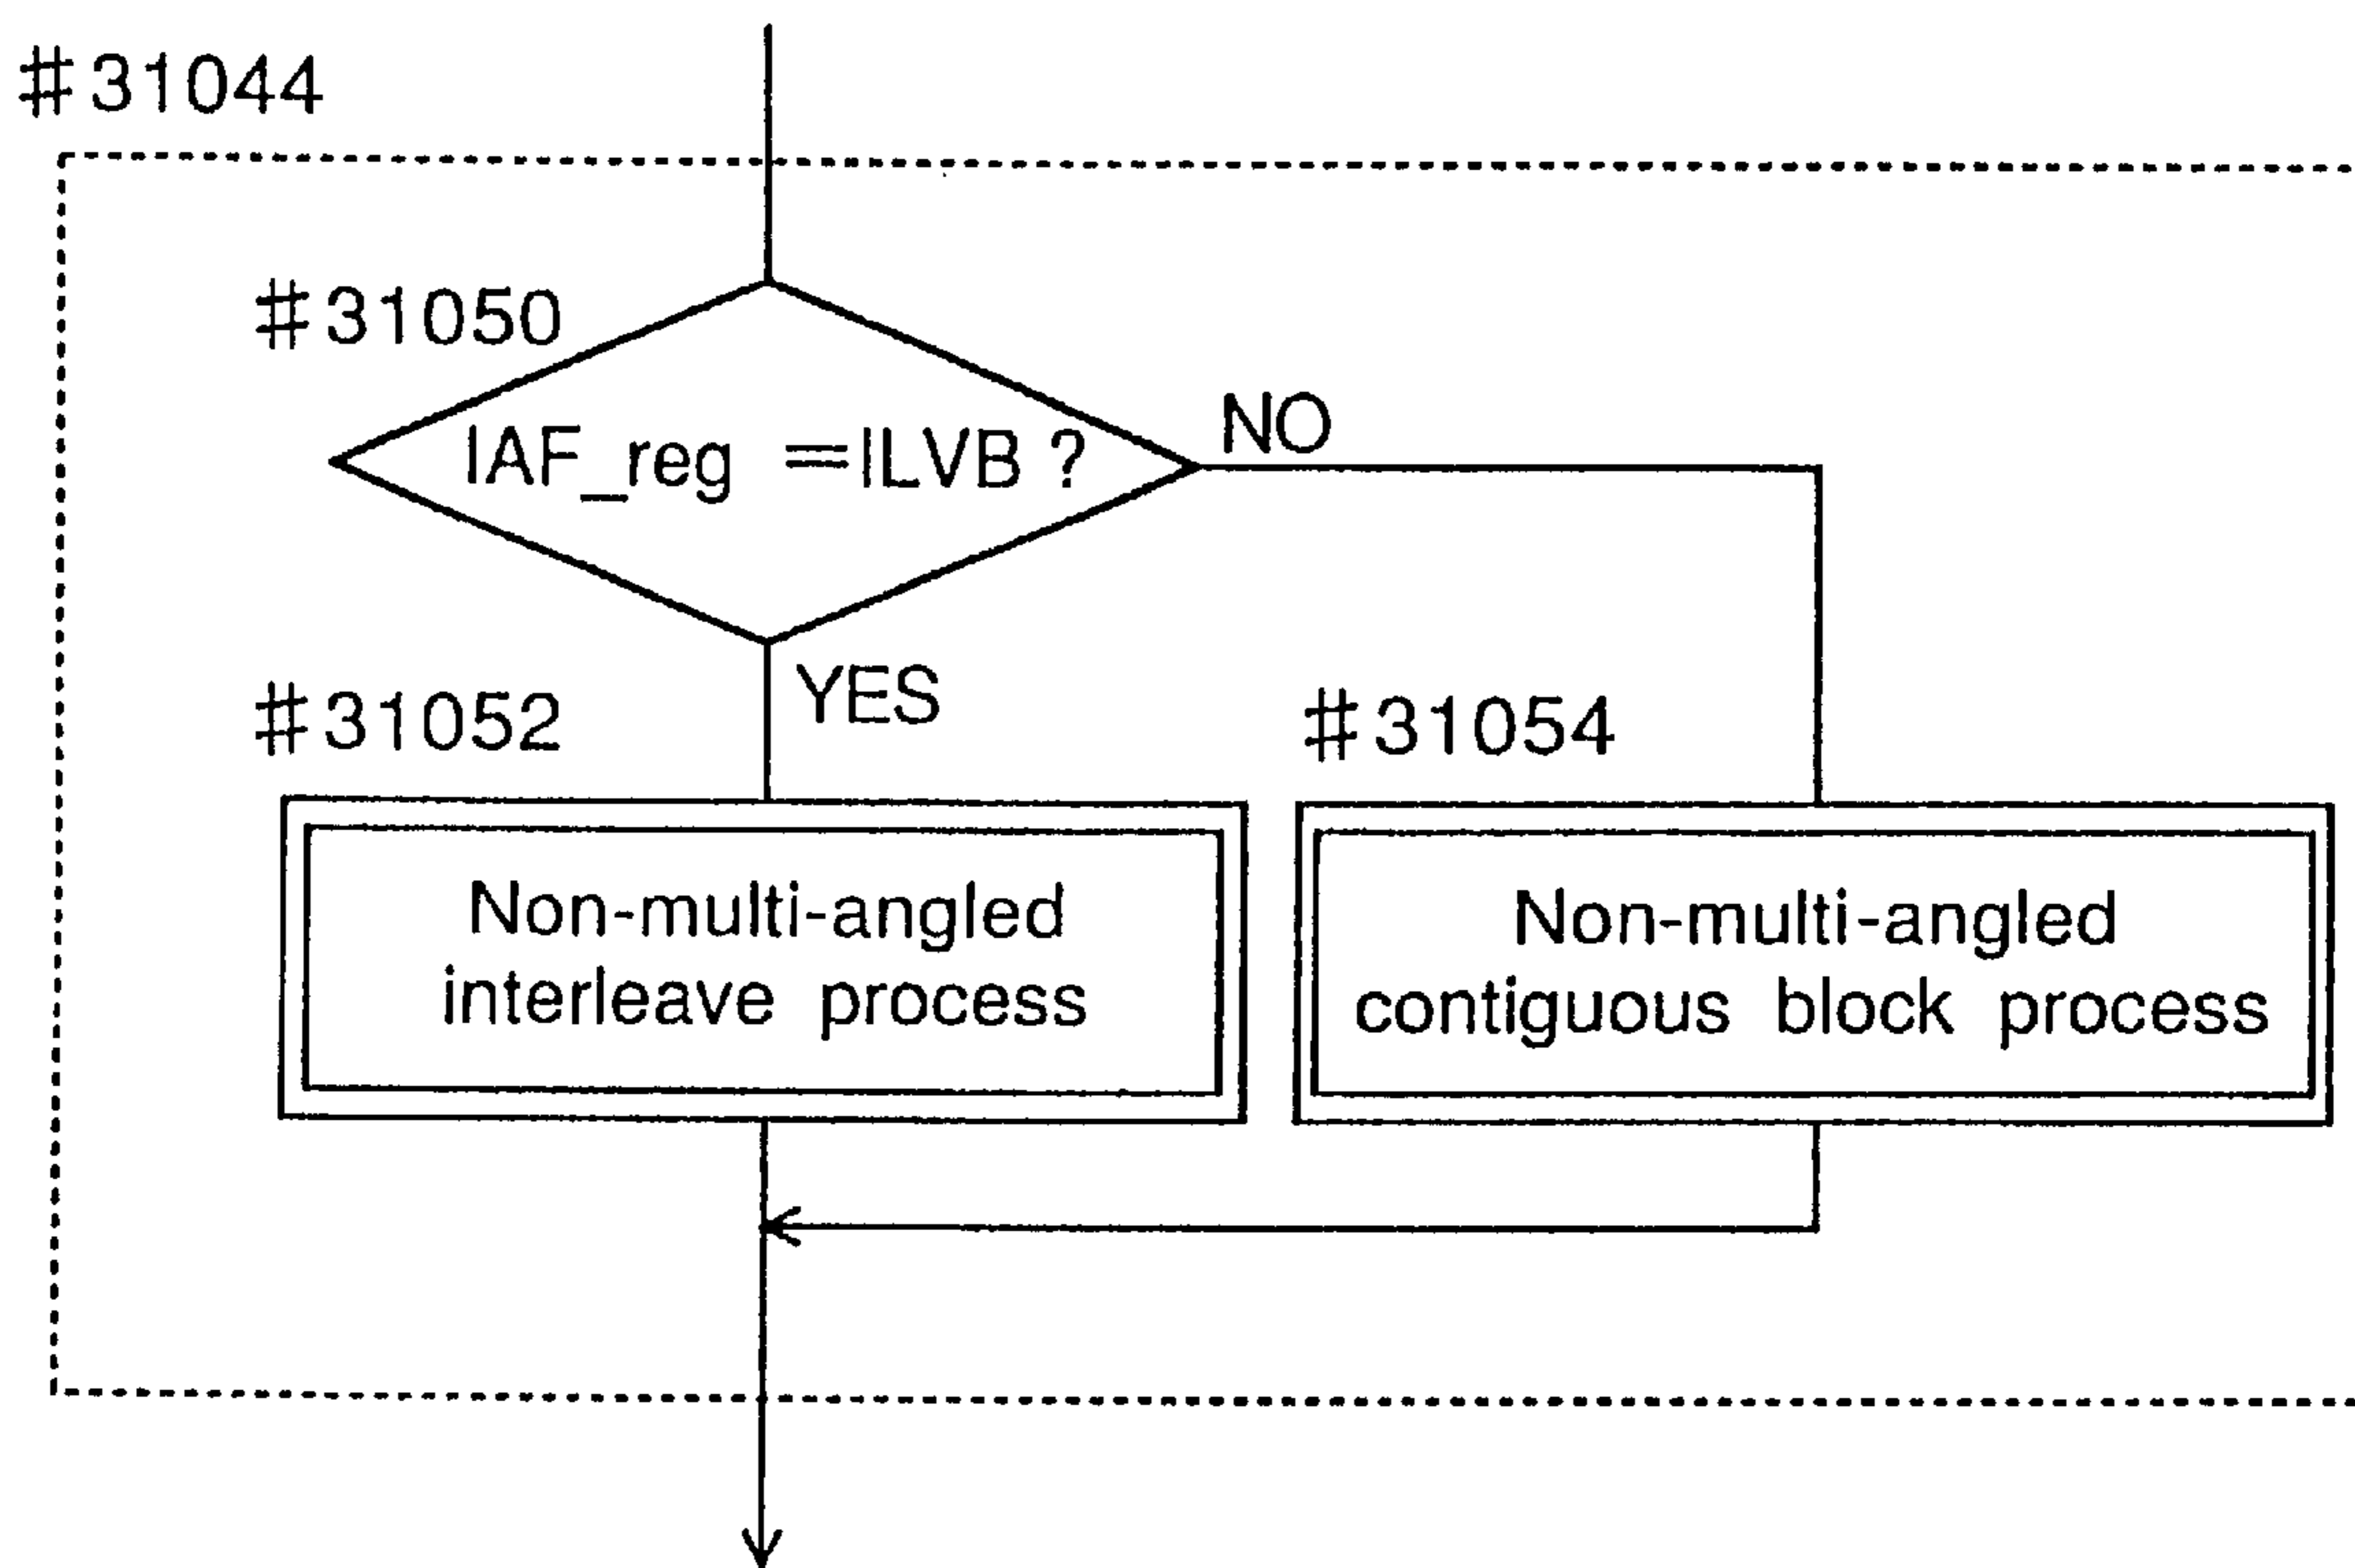 #31044
#31050
IAF_reg ==ILVB ?
NO
YES
#31052
#31054
Non-multi-angled
interleave process
Non-multi-angled
contiguous block process